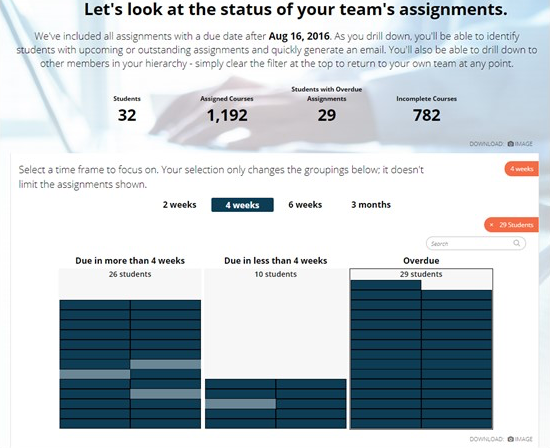 Let's look at the status of your team's assignments.
We've included all assignments with a due date after Aug 16, 2016. As you drill down, you'll be able to identify
students with upcoming or outstanding assignments and quickly generate an email. You'll also be able to drill down to
other members in your hierarchy - simply clear the filter at the top to return to your own team at any point.
Students
32
Assigned Courses
1,192
Students with Overdue
Assignments
29
Incomplete Courses
782
DOWNLOAD: IMAGE
Select a time frame to focus on. Your selection only changes the groupings below; it doesn't
limit the assignments shown.
4 weeks
2 weeks
4 weeks
6 weeks
3 months
× 29 Students
Search
Due in more than 4 weeks
26 students
Due in less than 4 weeks
10 students
Overdue
29 students
DOWNLOAD: IMAGE